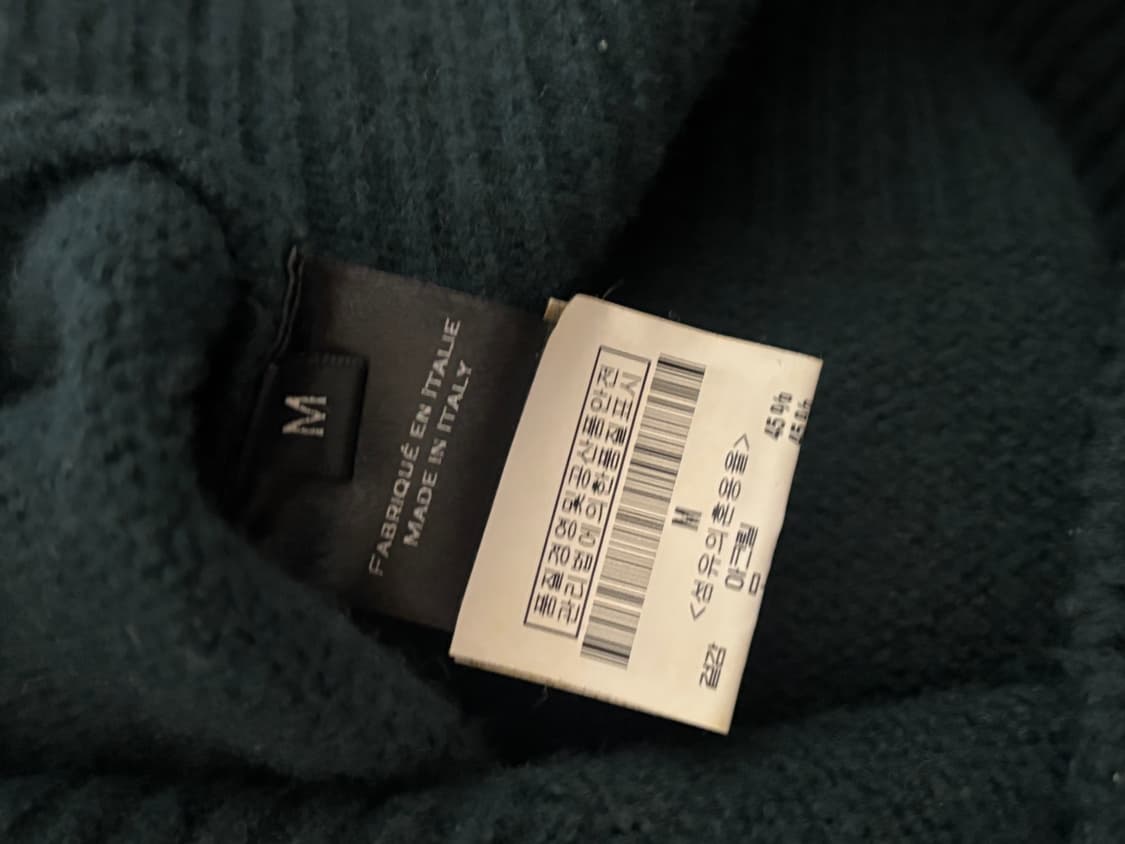 M
FABRIQUÉ EN ITALIE
MADE IN ITALY
품질경영 및 공산품안전
관리법에 의한 품질표시
M
<섬유의 혼용율>
겉감
아크릴
45%
45%